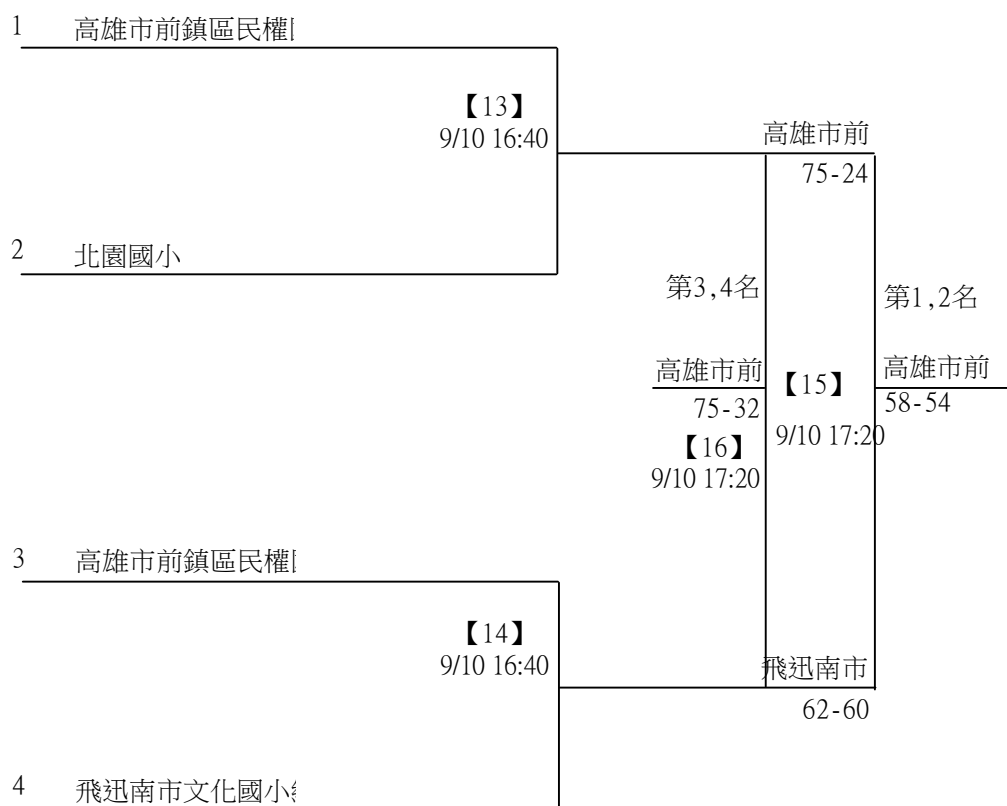 1 高雄市前鎮區民權
【13】
9/10 16:40
高雄市前
75-24
2 北園國小
第3,4名
第1,2名
高雄市前
75-32
【16】
9/10 17:20
【15】
9/10 17:20
高雄市前
58-54
3 高雄市前鎮區民權
【14】
9/10 16:40
飛迅南市
62-60
4 飛迅南市文化國小